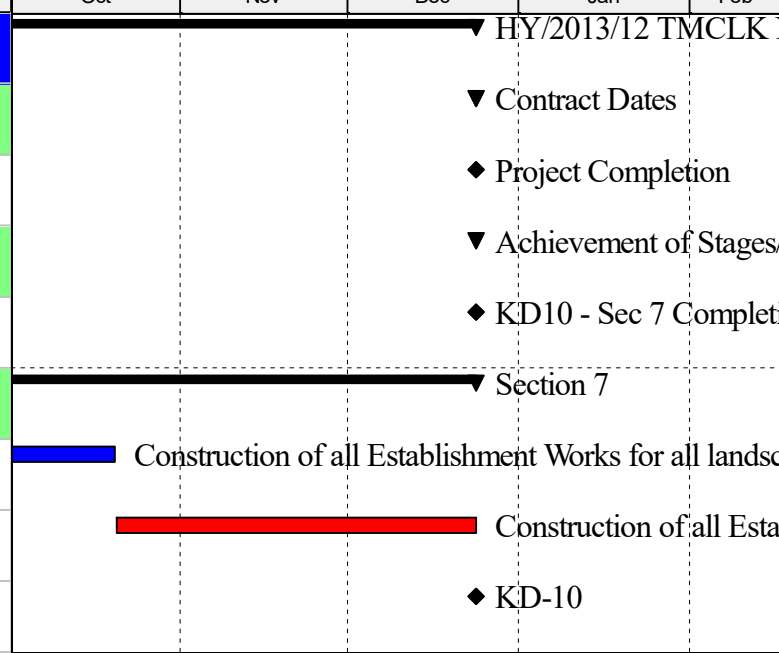 Oct Nov Dec Jan Feb
HY/2013/12 TMCLK
Contract Dates
Project Completion
Achievement of Stages/
KD10 - Sec 7 Completi
Section 7
Construction of all Establishment Works for all landsc
Construction of all Esta
KD-10